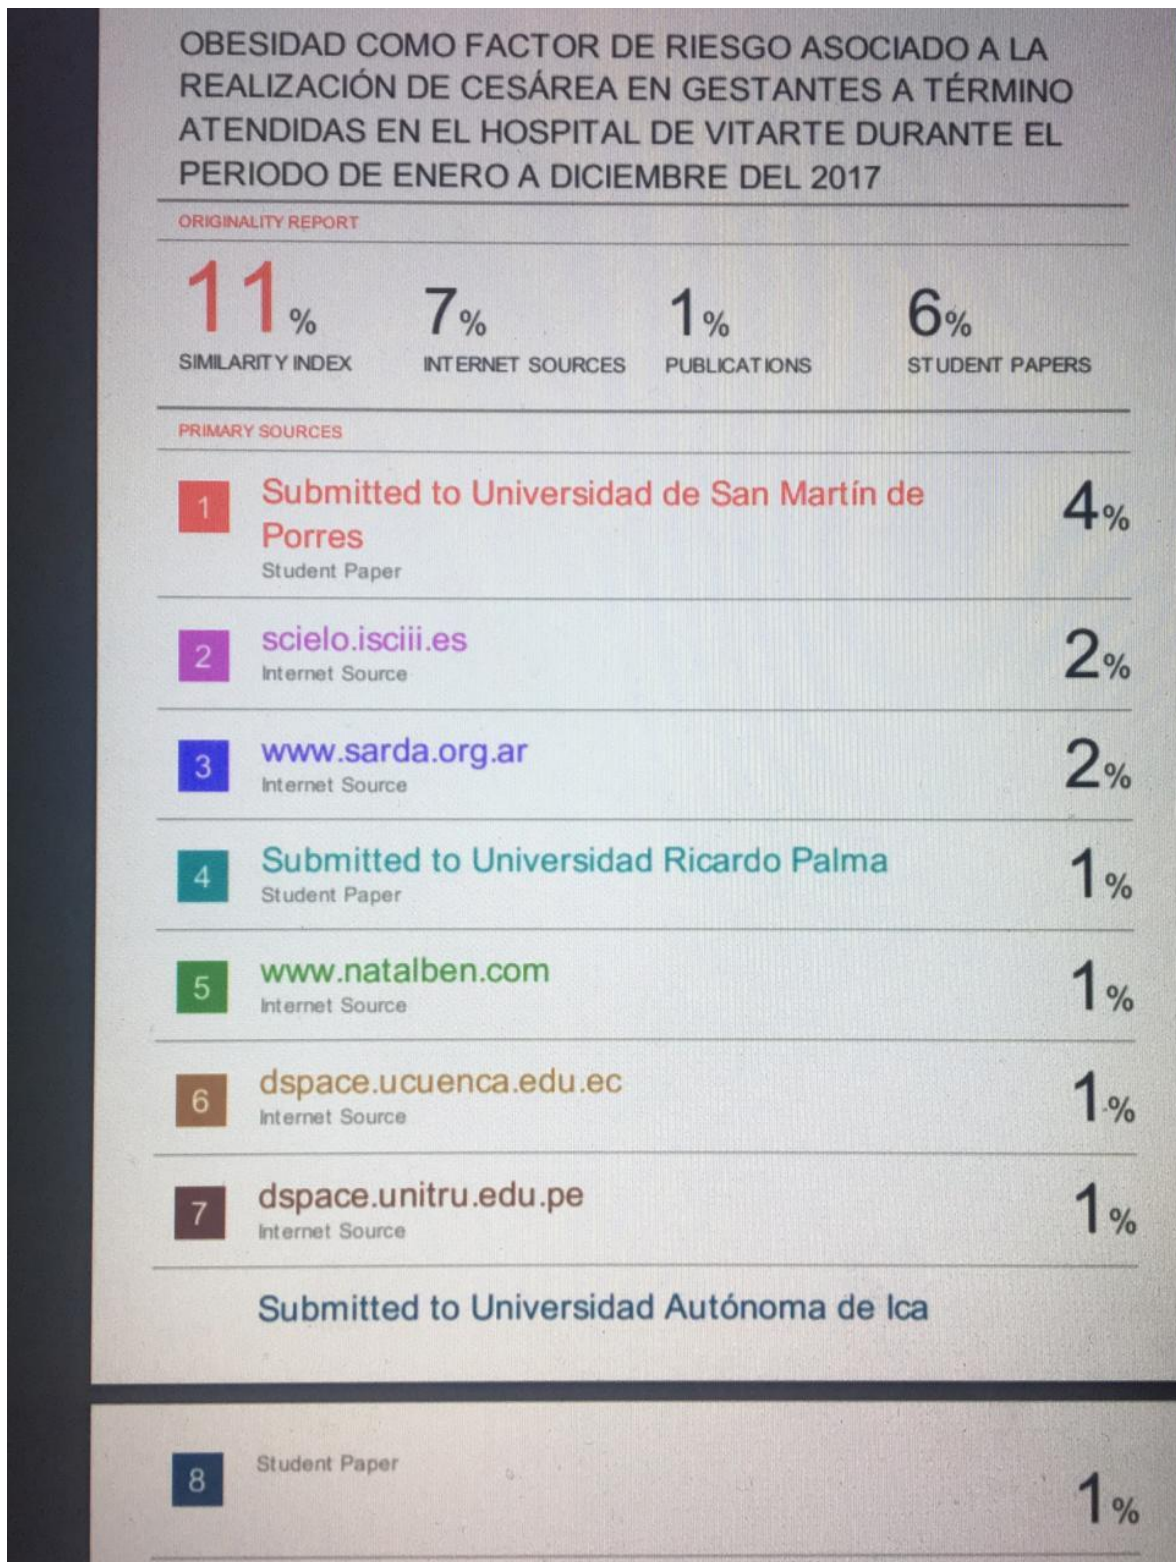 OBESIDAD COMO FACTOR DE RIESGO ASOCIADO A LA
REALIZACIÓN DE CESÁREA EN GESTANTES A TÉRMINO
ATENDIDAS EN EL HOSPITAL DE VITARTE DURANTE EL
PERIODO DE ENERO A DICIEMBRE DEL 2017
ORIGINALITY REPORT
11% 7% 1% 6%
SIMILARITY INDEX INTERNET SOURCES PUBLICATIONS STUDENT PAPERS
PRIMARY SOURCES
1 Submitted to Universidad de San Martín de 4%
Porres
Student Paper
2 scielo.isciii.es 2%
Internet Source
3 www.sarda.org.ar 2%
Internet Source
4 Submitted to Universidad Ricardo Palma 1%
Student Paper
5 www.natalben.com 1%
Internet Source
6 dspace.ucuenca.edu.ec 1%
Internet Source
7 dspace.unitru.edu.pe 1%
Internet Source
Submitted to Universidad Autónoma de Ica
8 Student Paper 1%